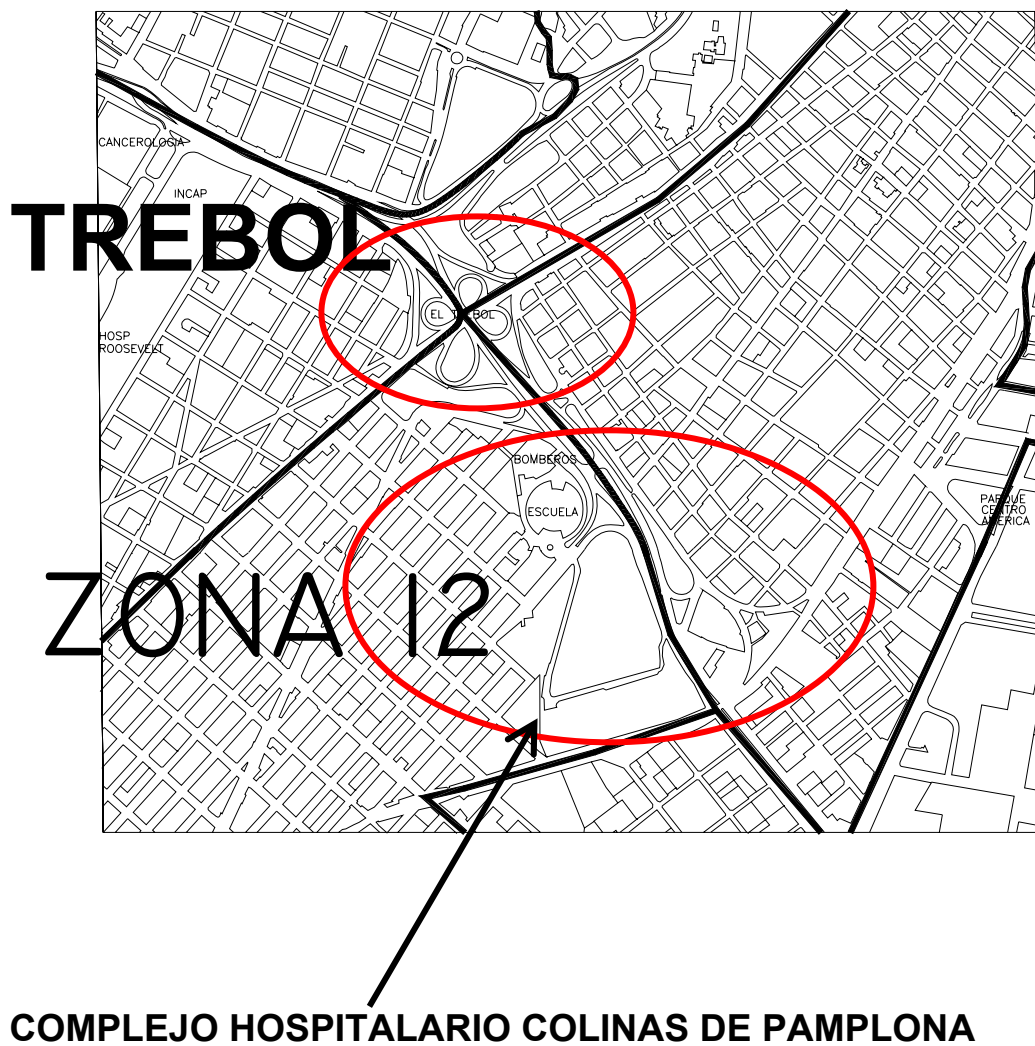 CANCEROLOGIA
INCAP
TREBOL
EL TREBOL
HOSP
ROOSEVELT
BOMBEROS
ESCUELA
PARQUE
CENTRO
AMERICA
ZONA 12
COMPLEJO HOSPITALARIO COLINAS DE PAMPLONA